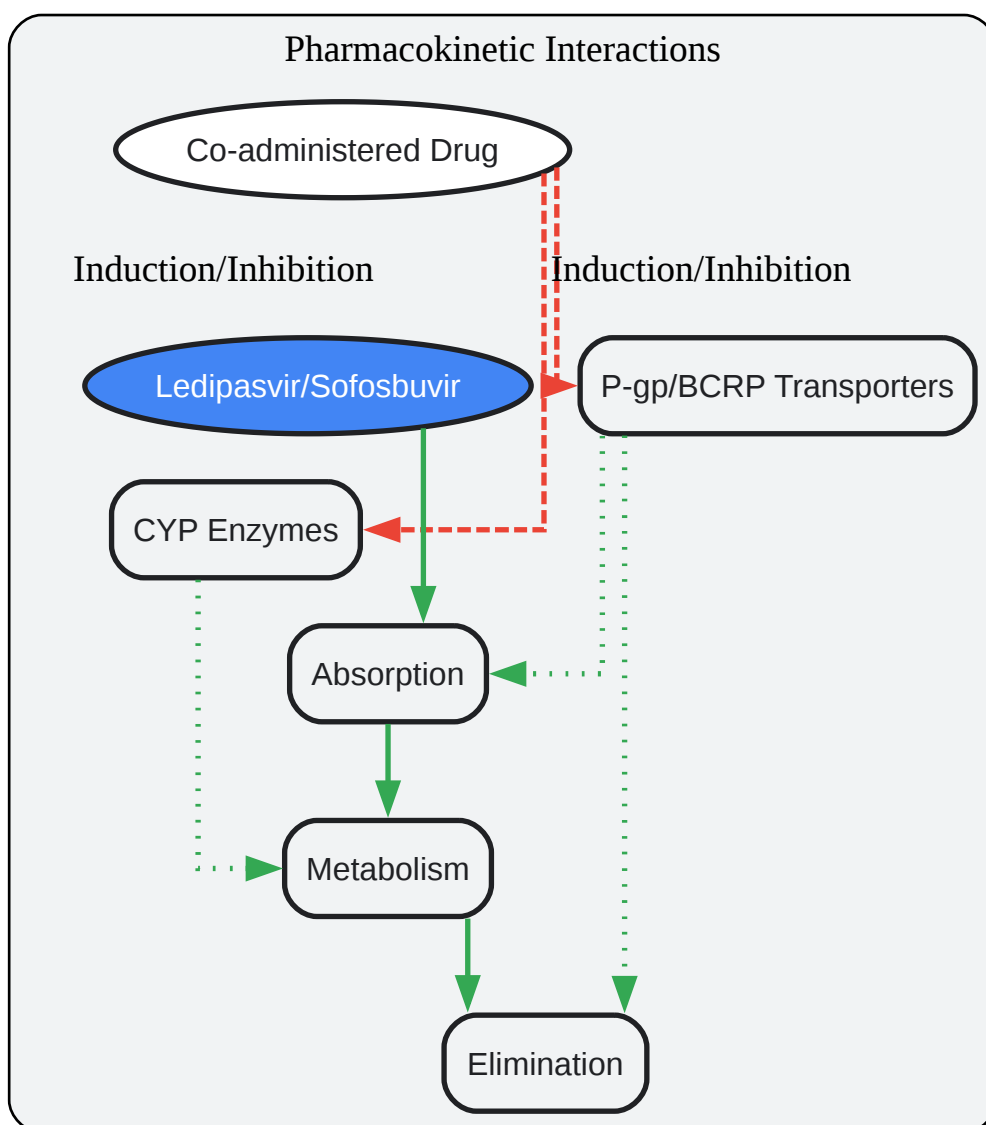 Pharmacokinetic Interactions
Co-administered Drug
Induction/Inhibition
Induction/Inhibition
Ledipasvir/Sofosbuvir
P-gp/BCRP Transporters
CYP Enzymes
Absorption
Metabolism
Elimination